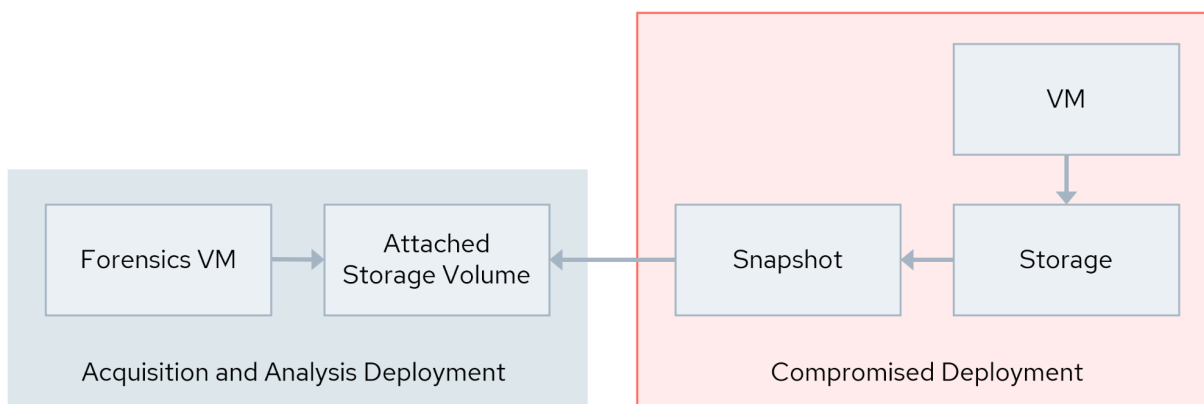 VM
Forensics VM
Attached
Storage Volume
Snapshot
Storage
Acquisition and Analysis Deployment
Compromised Deployment